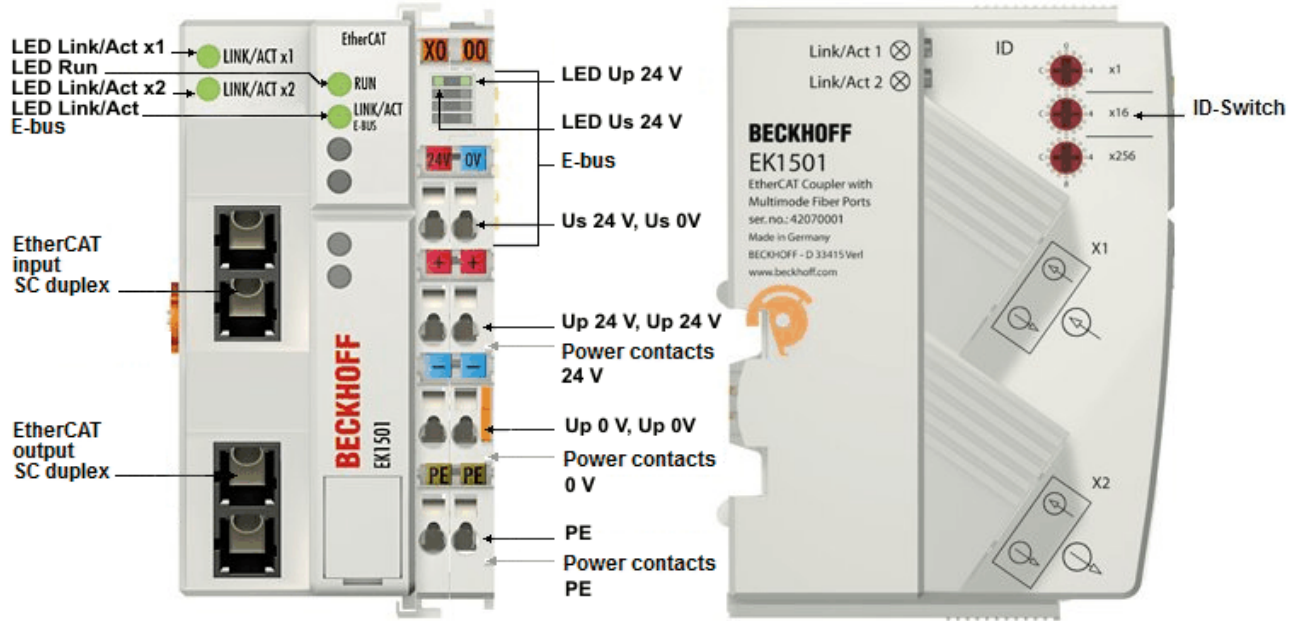 LED Link/Act x1
LED Run
LED Link/Act x2
LED Link/Act
E-bus
EtherCAT
input
SC duplex
EtherCAT
output
SC duplex
LINK/ACT x1
LINK/ACT x2
EtherCAT
RUN
LINK/ACT
E-BUS
BECKHOFF
EK1501
X0 00
24V 0V
+ +
- -
PE PE
LED Up 24 V
LED Us 24 V
E-bus
Us 24 V, Us 0V
Up 24 V, Up 24 V
Power contacts
24 V
Up 0 V, Up 0V
Power contacts
0 V
PE
Power contacts
PE
Link/Act 1
Link/Act 2
BECKHOFF
EK1501
EtherCAT Coupler with
Multimode Fiber Ports
ser.no.: 42070001
Made in Germany
BECKHOFF - D 33415 Verl
www.beckhoff.com
ID
0
C 4 x1
C 4 x16
C 4 x256
8
ID-Switch
X1
X2